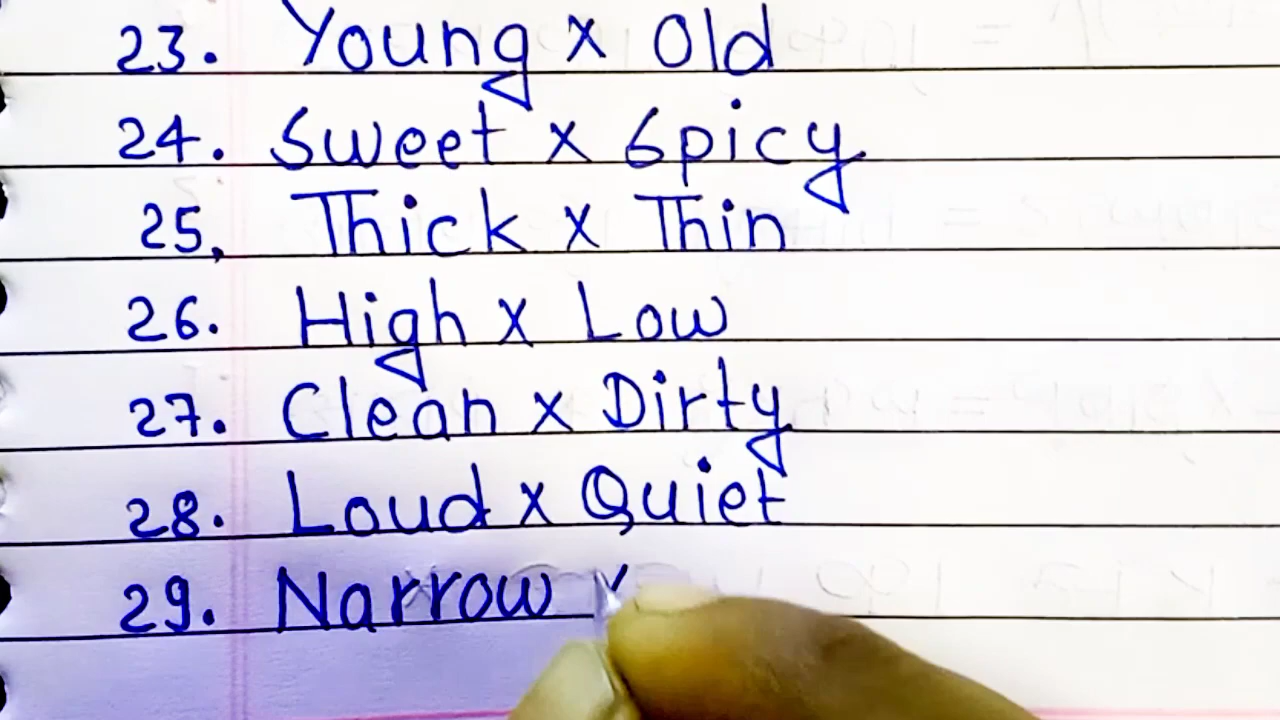 23. Young x Old
24. Sweet x Spicy
25, Thick x Thin
26. High x Low
27. Clean x Dirty
28. Loud x Quiet
29. Narrow x